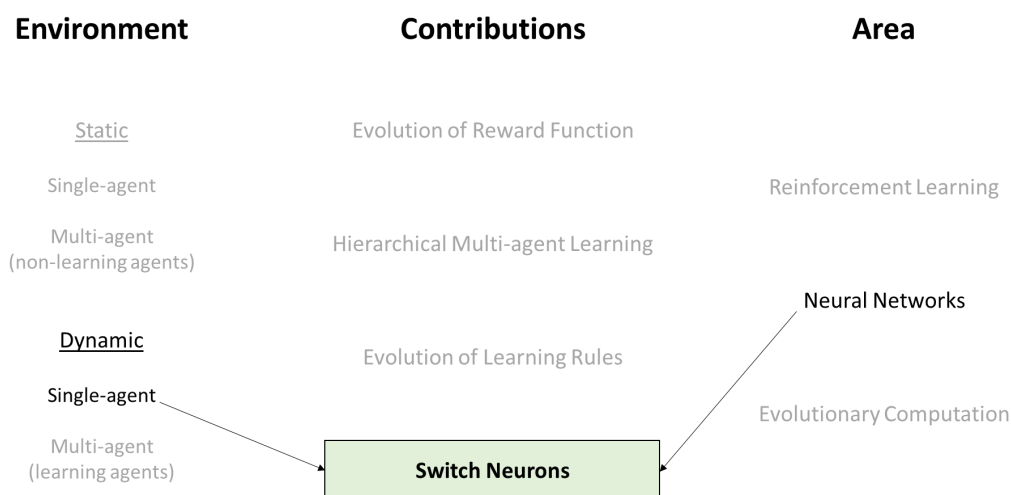 Environment
Contributions
Area
Static
Single-agent
Multi-agent
(non-learning agents)
Dynamic
Single-agent
Multi-agent
(learning agents)
Evolution of Reward Function
Hierarchical Multi-agent Learning
Evolution of Learning Rules
Switch Neurons
Reinforcement Learning
Neural Networks
Evolutionary Computation